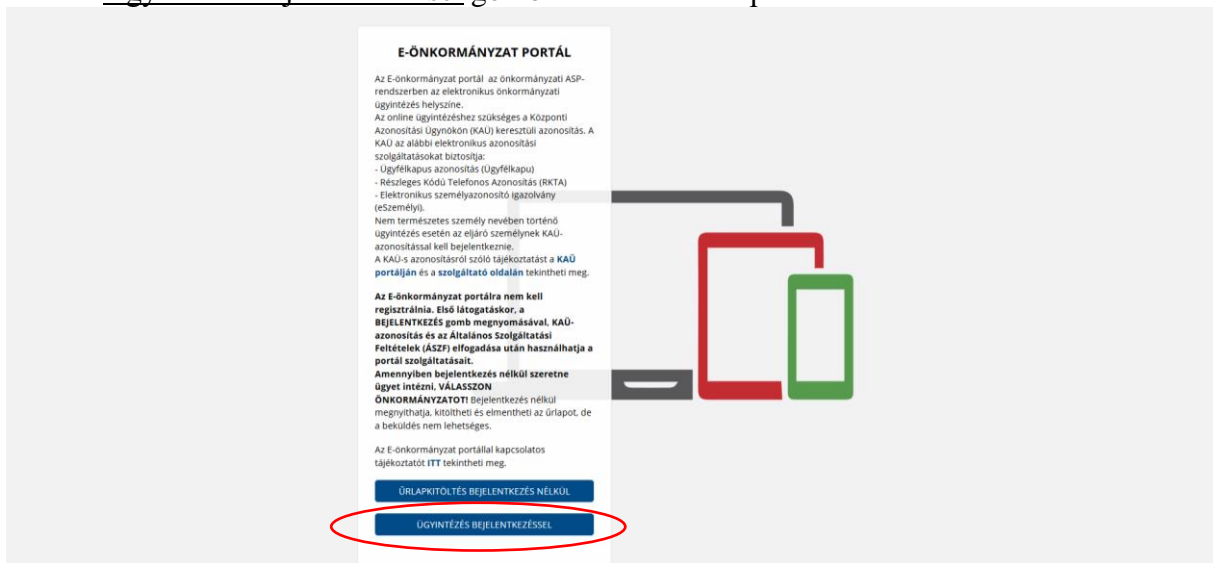 E-ÖNKORMÁNYZAT PORTÁL
Az E-önkormányzat portál az önkormányzati ASP-
rendszerben az elektronikus önkormányzati
ügyintézés helyszíne.
Az online ügyintézéshez szükséges a Központi
Azonosítási Ügynökön (KAÜ) keresztüli azonosítás. A
KAÜ az alábbi elektronikus azonosítási
szolgáltatásokat biztosítja:
- Ügyfélkapus azonosítás (Ügyfélkapu)
- Részleges Kódú Telefonos Azonosítás (RKTA)
- Elektronikus személyazonosító igazolvány
(eSzemélyi).
Nem természetes személy nevében történő
ügyintézés esetén az eljáró személynek KAÜ-
azonosítással kell bejelentkeznie.
A KAÜ-s azonosításról szóló tájékoztatást a KAÜ
portálján és a szolgáltató oldalán tekintheti meg.
Az E-önkormányzat portálra nem kell
regisztrálnia. Első látogatáskor, a
BEJELENTKEZÉS gomb megnyomásával, KAÜ-
azonosítás és az Általános Szolgáltatási
Feltételek (ÁSZF) elfogadása után használhatja a
portál szolgáltatásait.
Amennyiben bejelentkezés nélkül szeretne
ügyet intézni, VÁLASSZON
ÖNKORMÁNYZATOT! Bejelentkezés nélkül
megnyithatja, kitöltheti és elmentheti az űrlapot, de
a beküldés nem lehetséges.
Az E-önkormányzat portállal kapcsolatos
tájékoztatót ITT tekintheti meg.
ŰRLAPKITÖLTÉS BEJELENTKEZÉS NÉLKÜL
ÜGYINTÉZÉS BEJELENTKEZÉSSEL